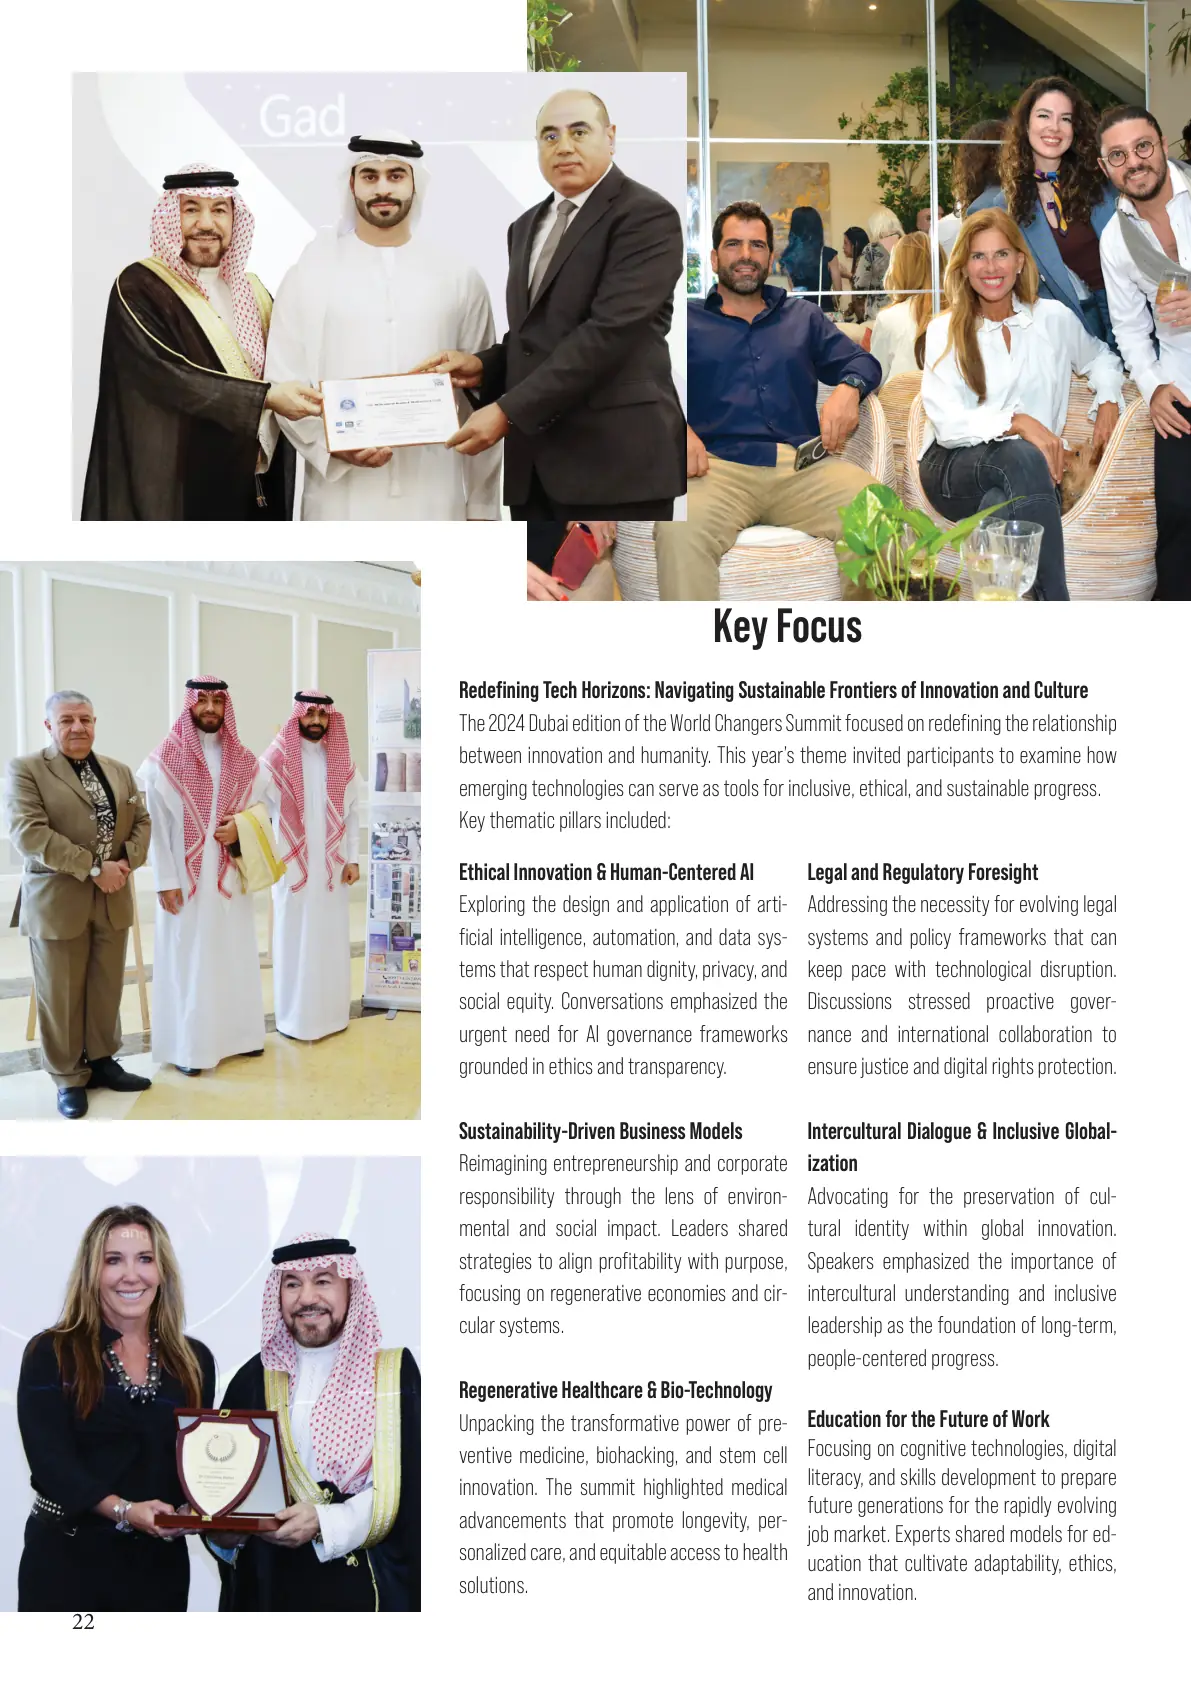 Gad
Key Focus
Redefining Tech Horizons: Navigating Sustainable Frontiers of Innovation and Culture
The 2024 Dubai edition of the World Changers Summit focused on redefining the relationship
between innovation and humanity. This year's theme invited participants to examine how
emerging technologies can serve as tools for inclusive, ethical, and sustainable progress.
Key thematic pillars included:
Ethical Innovation & Human-Centered AI
Exploring the design and application of arti-
ficial intelligence, automation, and data sys-
tems that respect human dignity, privacy, and
social equity. Conversations emphasized the
urgent need for AI governance frameworks
grounded in ethics and transparency.
Sustainability-Driven Business Models
Reimagining entrepreneurship and corporate
responsibility through the lens of environ-
mental and social impact. Leaders shared
strategies to align profitability with purpose,
focusing on regenerative economies and cir-
cular systems.
Regenerative Healthcare & Bio-Technology
Unpacking the transformative power of pre-
ventive medicine, biohacking, and stem cell
innovation. The summit highlighted medical
advancements that promote longevity, per-
sonalized care, and equitable access to health
solutions.
Legal and Regulatory Foresight
Addressing the necessity for evolving legal
systems and policy frameworks that can
keep pace with technological disruption.
Discussions stressed proactive gover-
nance and international collaboration to
ensure justice and digital rights protection.
Intercultural Dialogue & Inclusive Global-
ization
Advocating for the preservation of cul-
tural identity within global innovation.
Speakers emphasized the importance of
intercultural understanding and inclusive
leadership as the foundation of long-term,
people-centered progress.
Education for the Future of Work
Focusing on cognitive technologies, digital
literacy, and skills development to prepare
future generations for the rapidly evolving
job market. Experts shared models for ed-
ucation that cultivate adaptability, ethics,
and innovation.
22